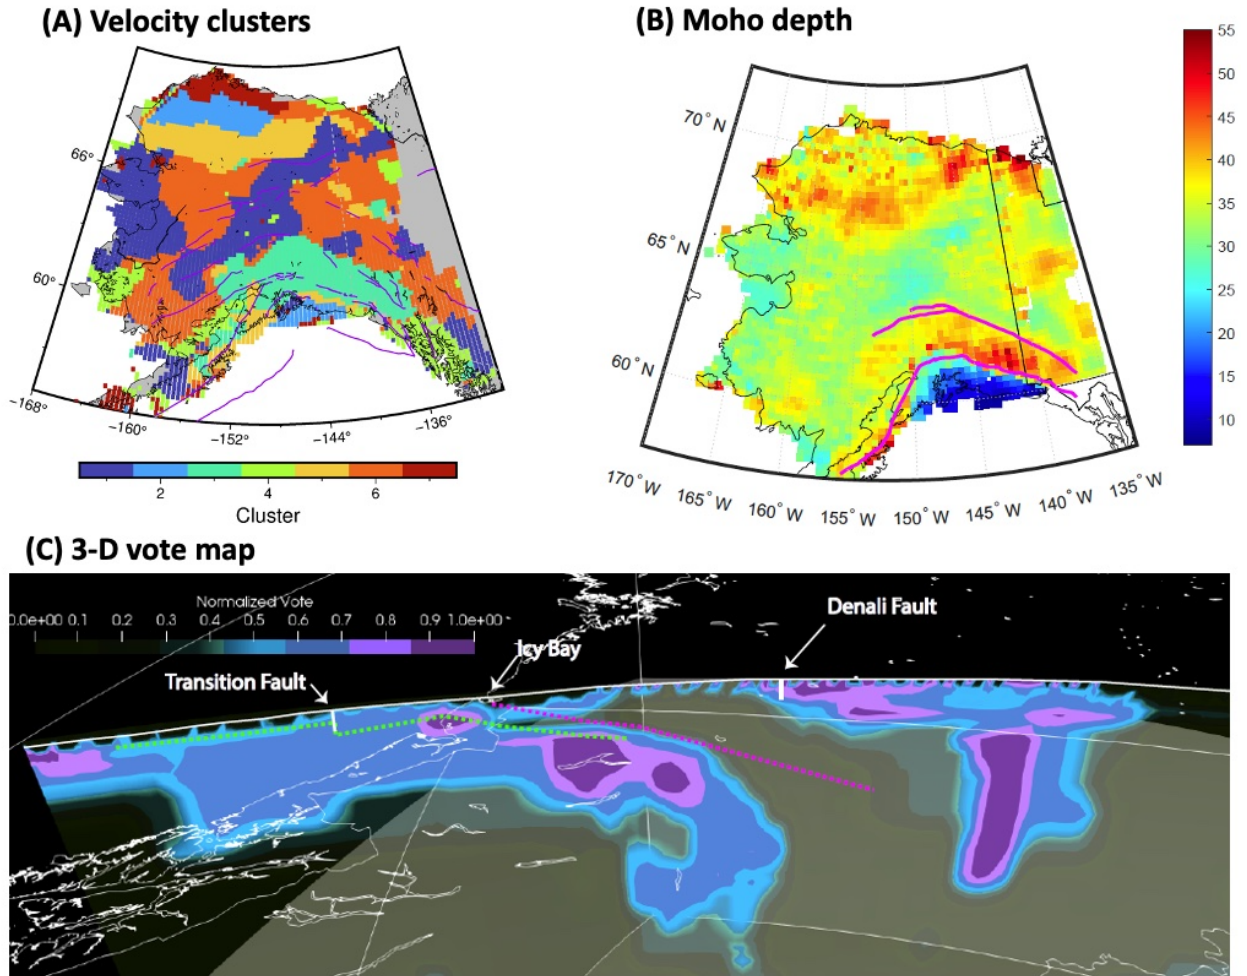 (A) Velocity clusters
66°
60°
−168°
−160°
−152°
−144°
−136°
2 4 6
Cluster
(B) Moho depth
70° N
65° N
60° N
170° W
165° W
160° W
155° W
150° W
145° W
140° W
135° W
55
50
45
40
35
30
25
20
15
10
(C) 3-D vote map
Normalized Vote
0.0e+00 0.1 0.2 0.3 0.4 0.5 0.6 0.7 0.8 0.9 1.0e+00
Transition Fault
Icy Bay
Denali Fault